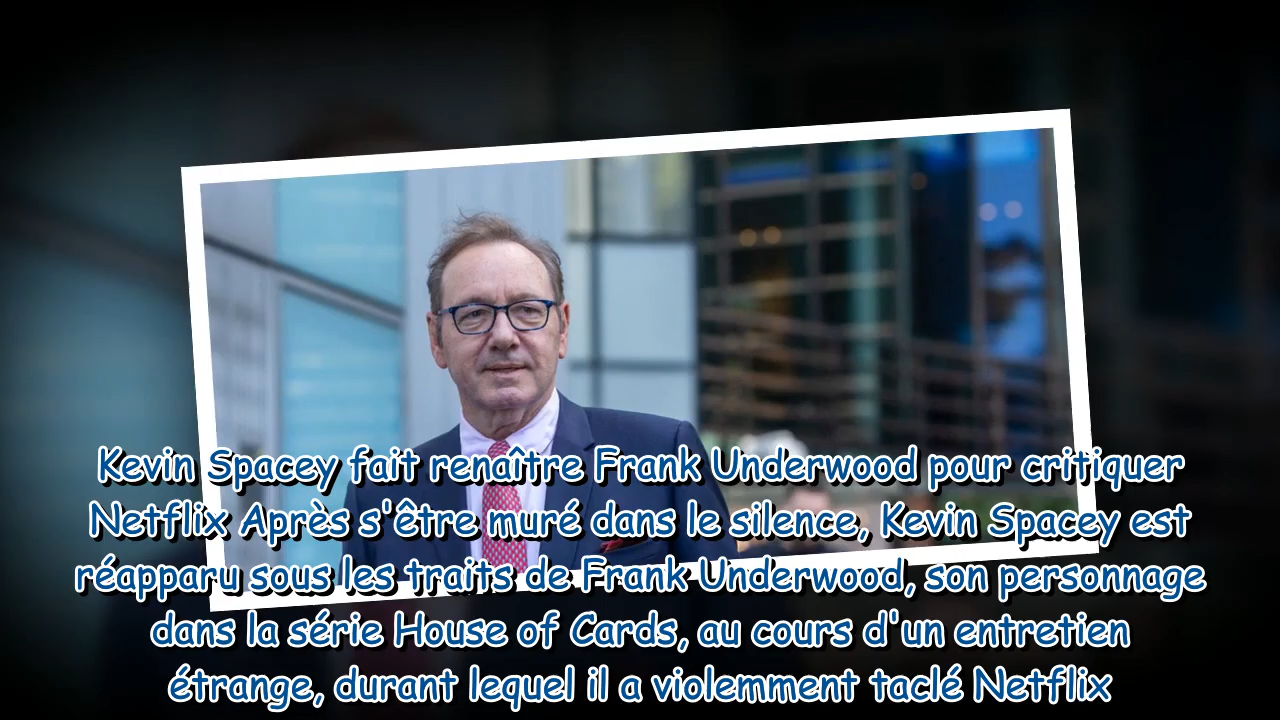 Kevin Spacey fait renaître Frank Underwood pour critiquer
Netflix Après s'être muré dans le silence, Kevin Spacey est
réapparu sous les traits de Frank Underwood, son personnage
dans la série House of Cards, au cours d'un entretien
étrange, durant lequel il a violemment taclé Netflix